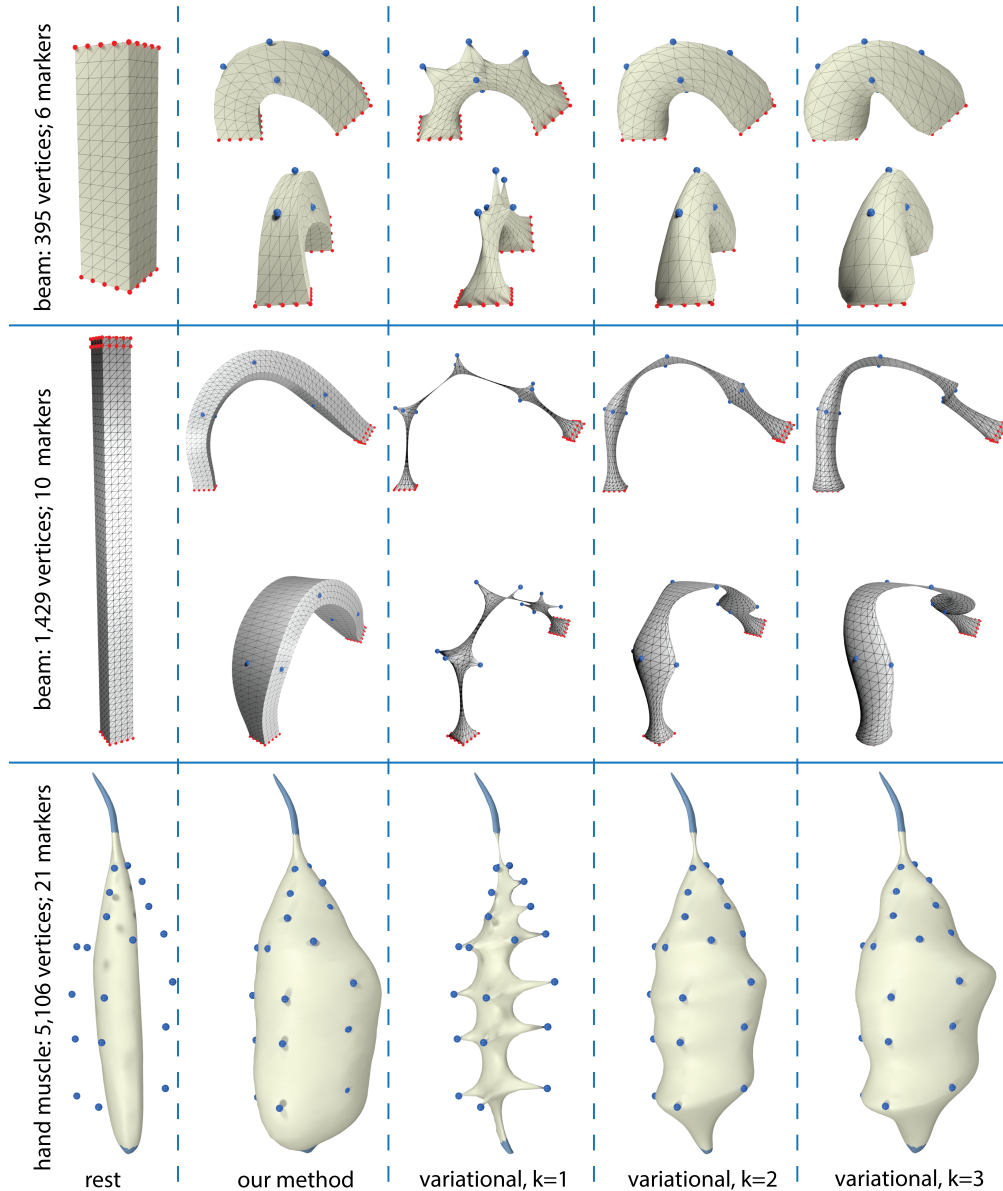 beam: 395 vertices; 6 markers
beam: 1,429 vertices; 10 markers
hand muscle: 5,106 vertices; 21 markers
rest
our method
variational, k=1
variational, k=2
variational, k=3